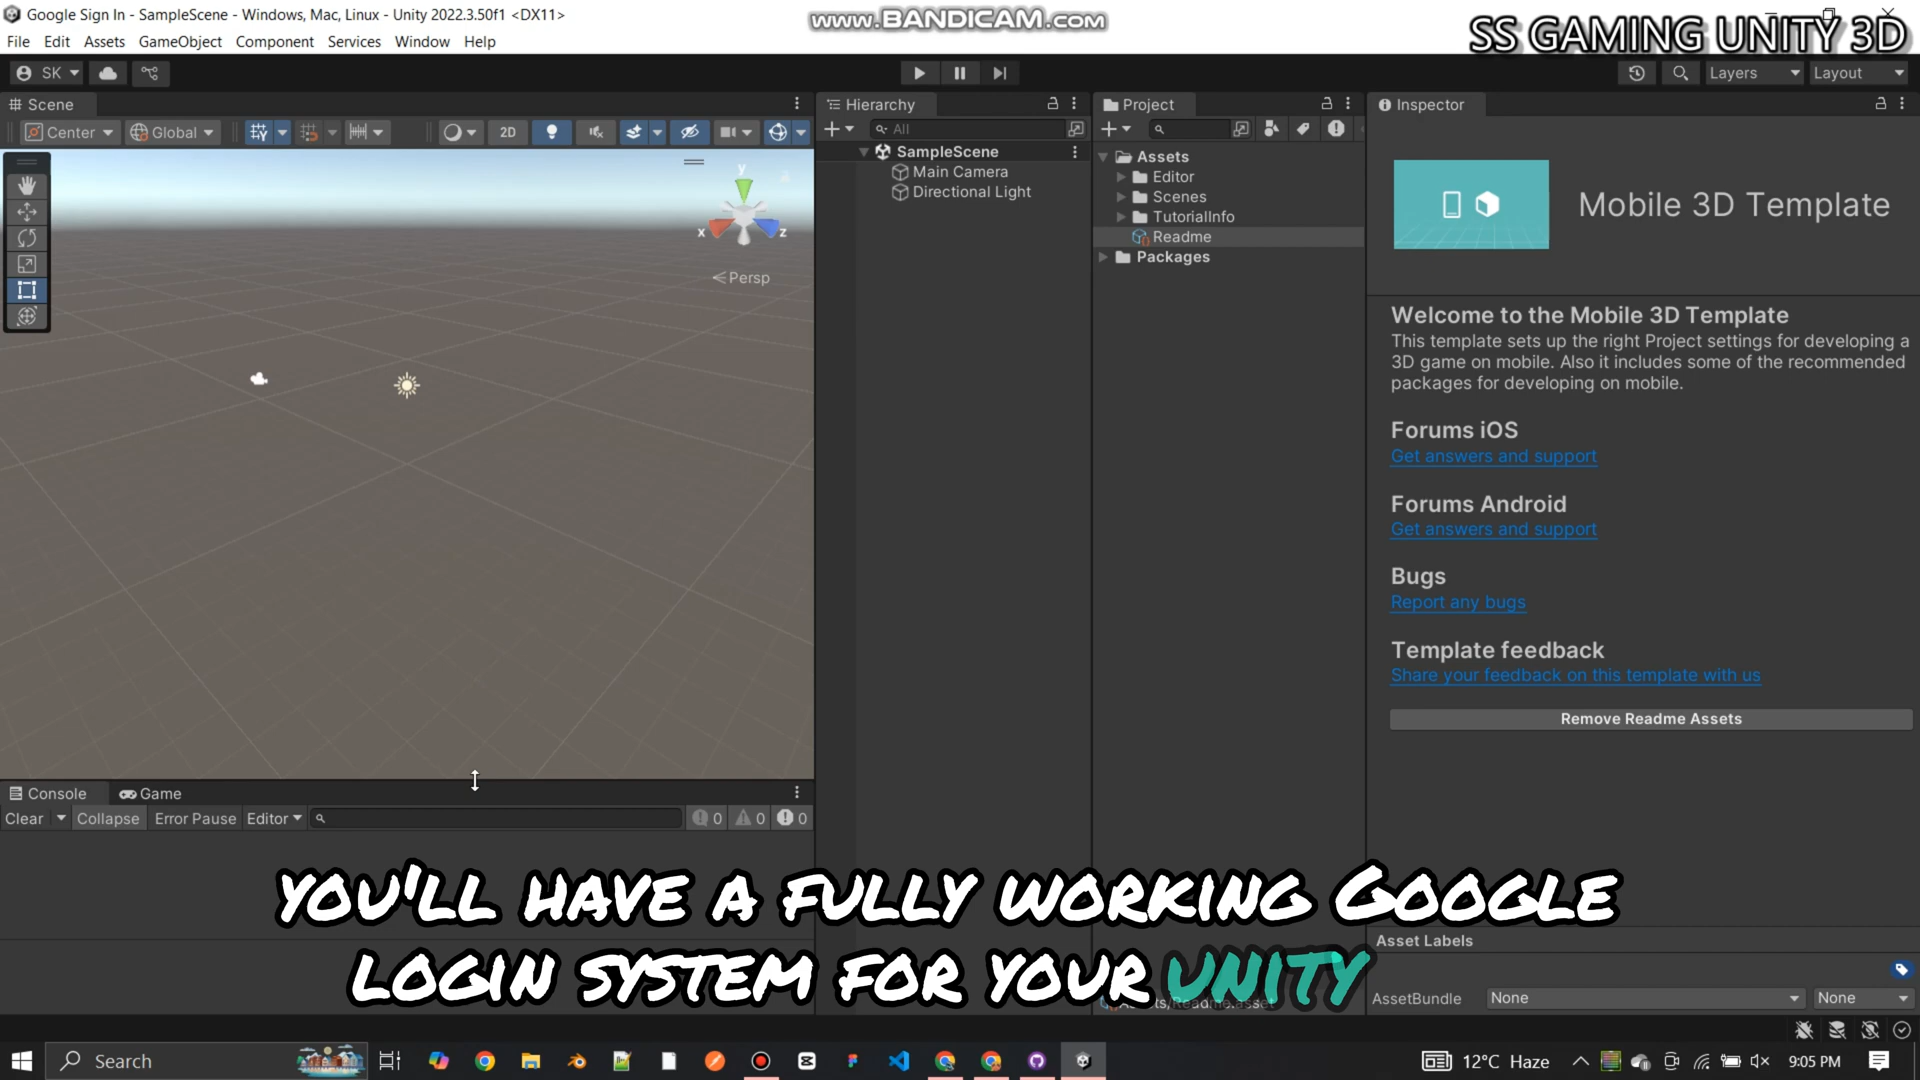 Google Sign In - SampleScene - Windows, Mac, Linux - Unity 2022.3.50f1 <DX11>
www.BANDICAM.com
SS GAMING UNITY 3D
File Edit Assets GameObject Component Services Window Help
SK
Layers
Layout
Scene
Center
Global
2D
y
x
z
Persp
Hierarchy
All
SampleScene
Main Camera
Directional Light
Project
Assets
Editor
Scenes
TutorialInfo
Readme
Packages
Inspector
Mobile 3D Template
Welcome to the Mobile 3D Template
This template sets up the right Project settings for developing a
3D game on mobile. Also it includes some of the recommended
packages for developing on mobile.
Forums iOS
Get answers and support
Forums Android
Get answers and support
Bugs
Report any bugs
Template feedback
Share your feedback on this template with us
Remove Readme Assets
Console
Game
Clear Collapse Error Pause Editor 0 0 0
YOU'LL HAVE A FULLY WORKING GOOGLE
LOGIN SYSTEM FOR YOUR UNITY
Assets/Readme.asset
Asset Labels
AssetBundle None None
Search
12°C Haze
9:05 PM